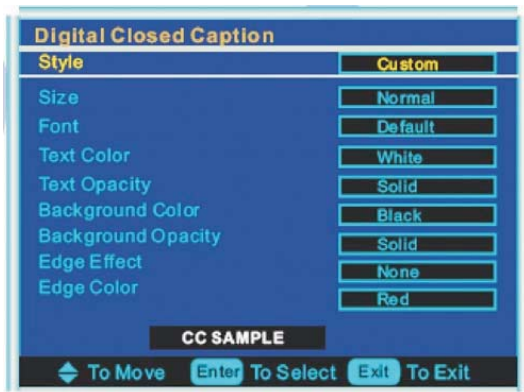 Digital Closed Caption
Style Custom
Size Normal
Font Default
Text Color White
Text Opacity Solid
Background Color Black
Background Opacity Solid
Edge Effect None
Edge Color Red
CC SAMPLE
To Move Enter To Select Exit To Exit